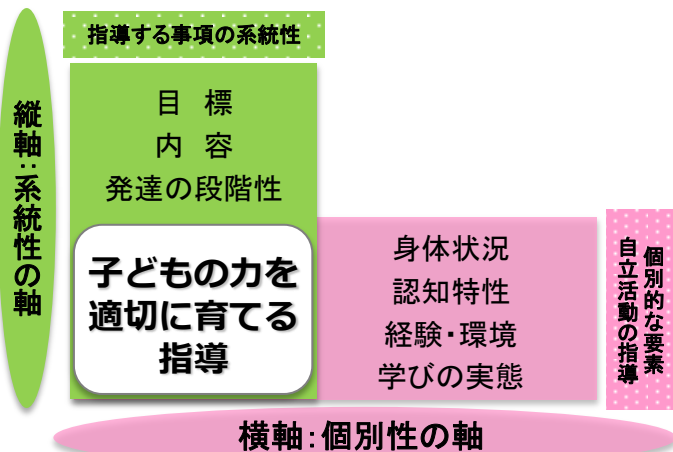 指導する事項の系統性
縦軸：系統性の軸
目　標
内　容
発達の段階性
子どもの力を
適切に育てる
指導
身体状況
認知特性
経験・環境
学びの実態
個別的な要素
自立活動の指導
横軸：個別性の軸